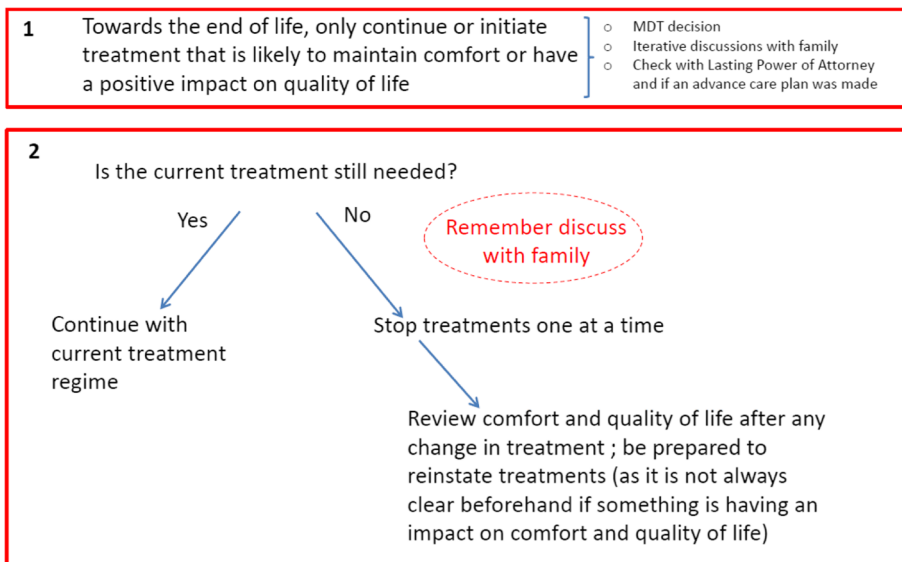 1
Towards the end of life, only continue or initiate
treatment that is likely to maintain comfort or have
a positive impact on quality of life
o MDT decision
o Iterative discussions with family
o Check with Lasting Power of Attorney
and if an advance care plan was made
2
Is the current treatment still needed?
Yes
No
Remember discuss
with family
Continue with
current treatment
regime
Stop treatments one at a time
Review comfort and quality of life after any
change in treatment ; be prepared to
reinstate treatments (as it is not always
clear beforehand if something is having an
impact on comfort and quality of life)